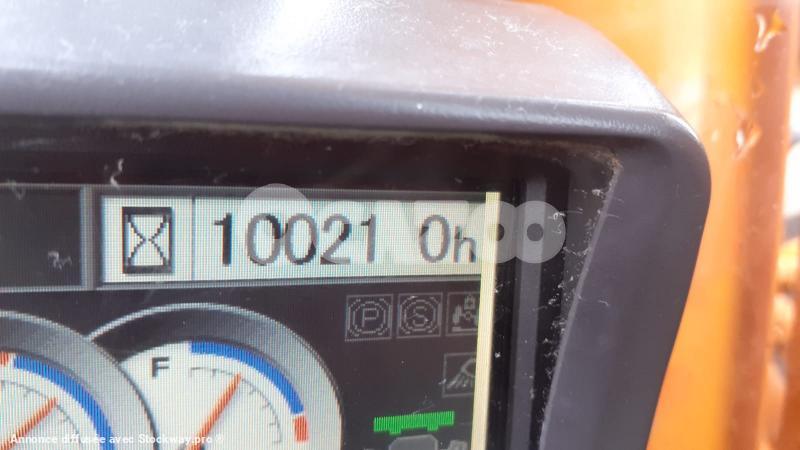 10021 0h
P S
F
Annonce diffusée avec Stockway.pro ®